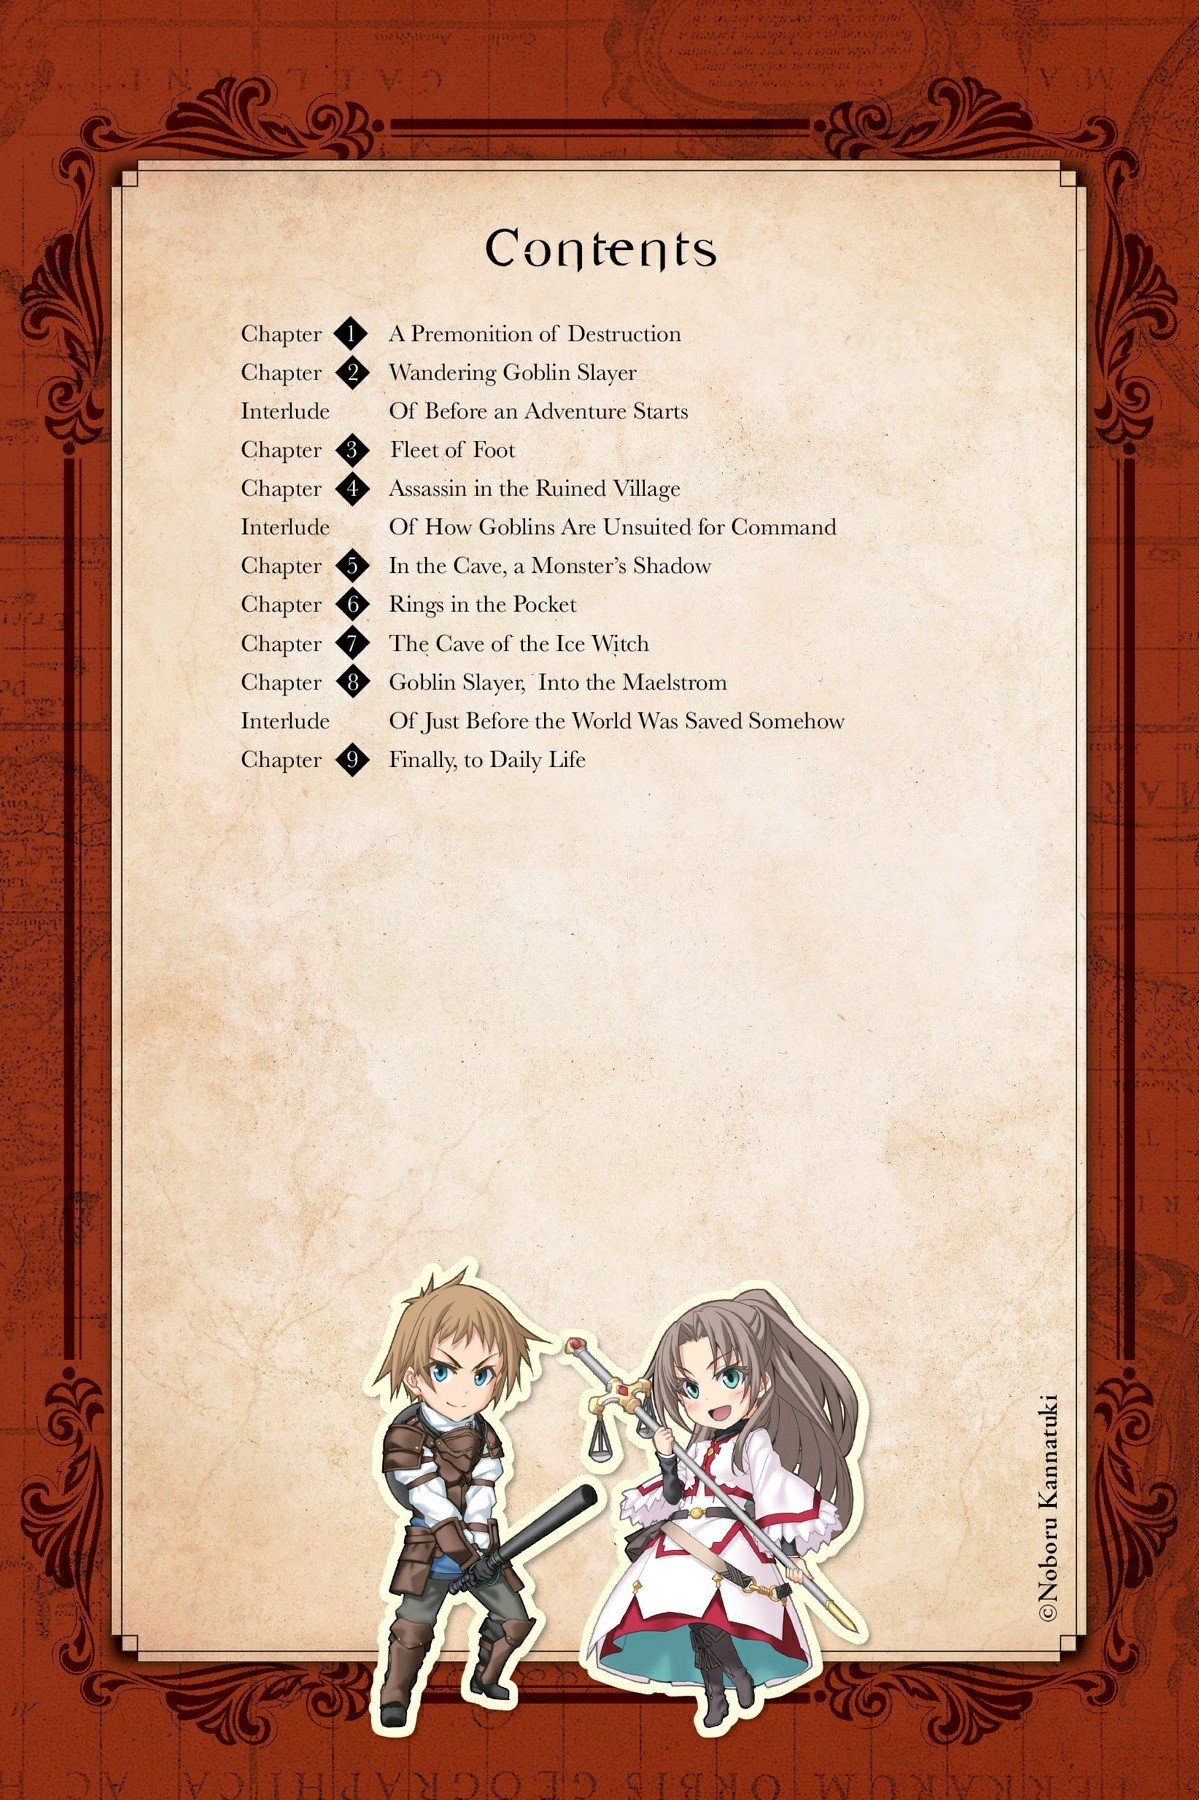 Contents
Chapter 1 A Premonition of Destruction
Chapter 2 Wandering Goblin Slayer
Interlude Of Before an Adventure Starts
Chapter 3 Fleet of Foot
Chapter 4 Assassin in the Ruined Village
Interlude Of How Goblins Are Unsuited for Command
Chapter 5 In the Cave, a Monster’s Shadow
Chapter 6 Rings in the Pocket
Chapter 7 The Cave of the Ice Witch
Chapter 8 Goblin Slayer, Into the Maelstrom
Interlude Of Just Before the World Was Saved Somehow
Chapter 9 Finally, to Daily Life
©Noboru Kannatuki